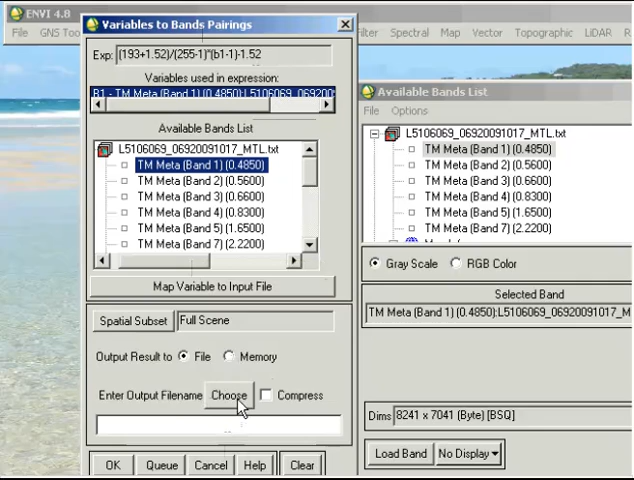 ENVI 4.8
File GNS Too
Variables to Bands Pairings
Filter Spectral Map Vector Topographic LiDAR R
Exp: (193+1.52)/(255-1)*(b1-1)-1.52
Variables used in expression:
B1 - TM Meta (Band 1) (0.4850):L5106069_069200
Available Bands List
L5106069_06920091017_MTL.txt
TM Meta (Band 1) (0.4850)
TM Meta (Band 2) (0.5600)
TM Meta (Band 3) (0.6600)
TM Meta (Band 4) (0.8300)
TM Meta (Band 5) (1.6500)
TM Meta (Band 7) (2.2200)
Map Variable to Input File
Spatial Subset Full Scene
Output Result to File Memory
Enter Output Filename Choose Compress
OK Queue Cancel Help Clear
Available Bands List
File Options
L5106069_06920091017_MTL.txt
TM Meta (Band 1) (0.4850)
TM Meta (Band 2) (0.5600)
TM Meta (Band 3) (0.6600)
TM Meta (Band 4) (0.8300)
TM Meta (Band 5) (1.6500)
TM Meta (Band 7) (2.2200)
Gray Scale RGB Color
Selected Band
TM Meta (Band 1) (0.4850):L5106069_06920091017_M
Dims 8241 x 7041 (Byte) [BSQ]
Load Band No Display